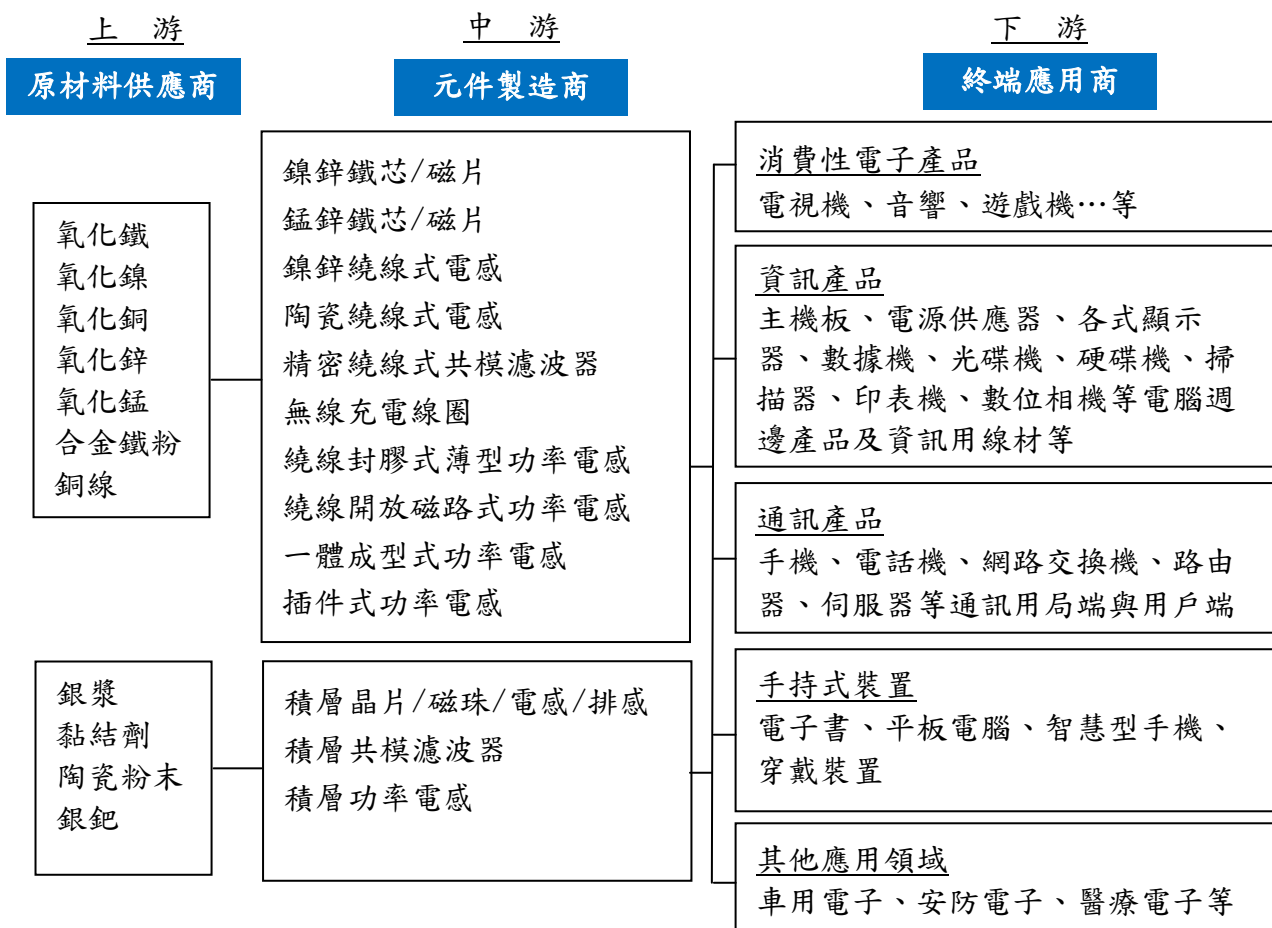 上 游
中 游
下 游
原材料供應商
元件製造商
終端應用商
氧化鐵
氧化鎳
氧化銅
氧化鋅
氧化錳
合金鐵粉
銅線
鎳鋅鐵芯/磁片
錳鋅鐵芯/磁片
鎳鋅繞線式電感
陶瓷繞線式電感
精密繞線式共模濾波器
無線充電線圈
繞線封膠式薄型功率電感
繞線開放磁路式功率電感
一體成型式功率電感
插件式功率電感
銀漿
黏結劑
陶瓷粉末
銀鈀
積層晶片/磁珠/電感/排感
積層共模濾波器
積層功率電感
消費性電子產品
電視機、音響、遊戲機…等
資訊產品
主機板、電源供應器、各式顯示
器、數據機、光碟機、硬碟機、掃
描器、印表機、數位相機等電腦週
邊產品及資訊用線材等
通訊產品
手機、電話機、網路交換機、路由
器、伺服器等通訊用局端與用戶端
手持式裝置
電子書、平板電腦、智慧型手機、
穿戴裝置
其他應用領域
車用電子、安防電子、醫療電子等